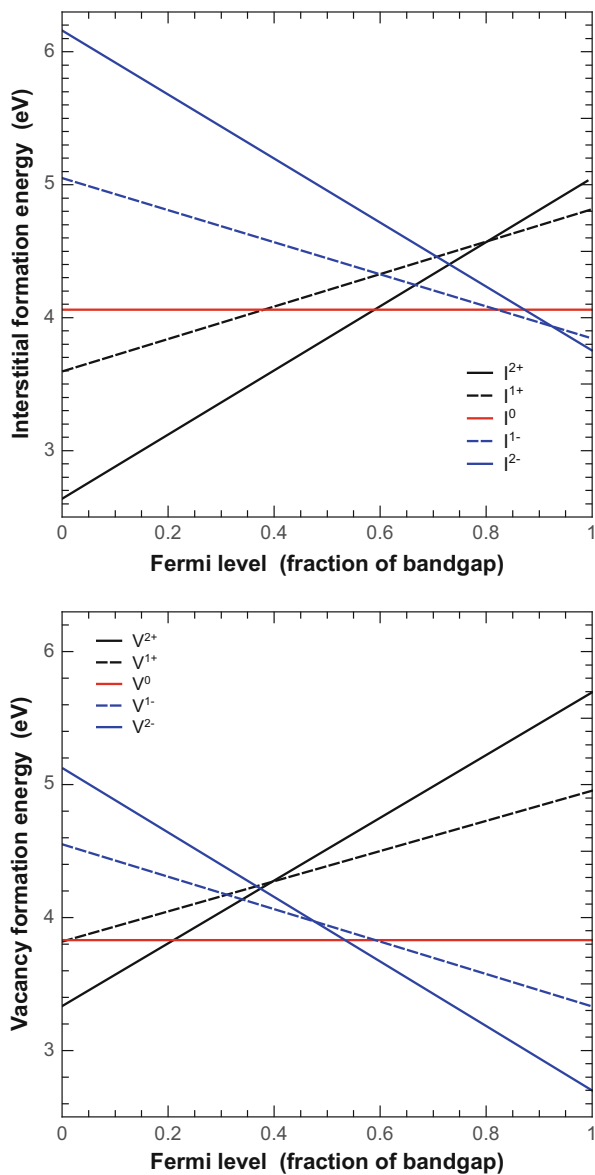 Interstitial formation energy (eV)
6
5
4
3
I²⁺
I¹⁺
I⁰
I¹⁻
I²⁻
0 0.2 0.4 0.6 0.8 1
Fermi level (fraction of bandgap)
Vacancy formation energy (eV)
V²⁺
V¹⁺
V⁰
V¹⁻
V²⁻
6
5
4
3
0 0.2 0.4 0.6 0.8 1
Fermi level (fraction of bandgap)